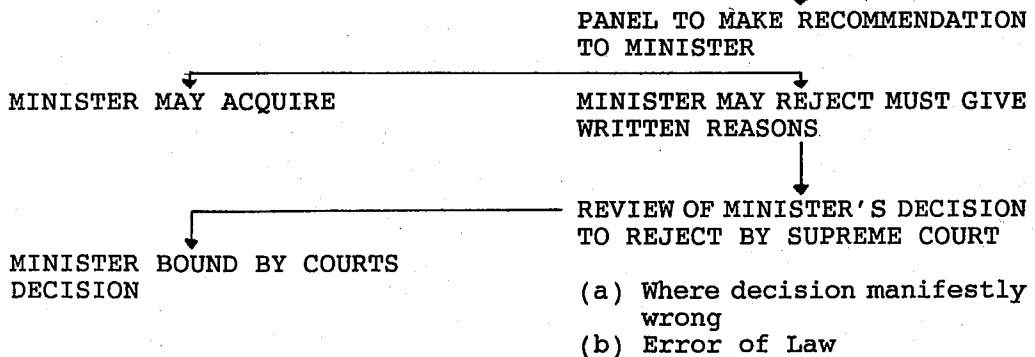 PANEL TO MAKE RECOMMENDATION
TO MINISTER
MINISTER MAY ACQUIRE
MINISTER MAY REJECT MUST GIVE
WRITTEN REASONS
REVIEW OF MINISTER'S DECISION
TO REJECT BY SUPREME COURT
MINISTER BOUND BY COURTS
DECISION
(a) Where decision manifestly
wrong
(b) Error of Law